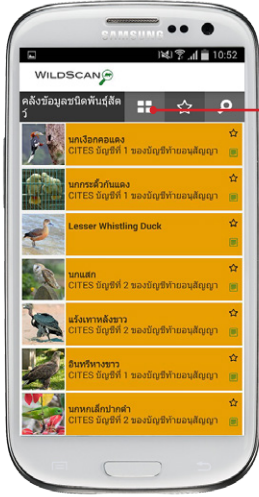 SAMSUNG
10:52
WILDSCAN
คลังข้อมูลชนิดพันธุ์สัต
ว์
นกเงือกคอแดง
CITES บัญชีที่ 1 ของบัญชีท้ายอนุสัญญา
นกกระตั้วก้นแดง
CITES บัญชีที่ 1 ของบัญชีท้ายอนุสัญญา
Lesser Whistling Duck
นกแสก
CITES บัญชีที่ 2 ของบัญชีท้ายอนุสัญญา
แร้งเทาหลังขาว
CITES บัญชีที่ 2 ของบัญชีท้ายอนุสัญญา
อินทรีหางขาว
CITES บัญชีที่ 1 ของบัญชีท้ายอนุสัญญา
นกหกเล็กปากดำ
CITES บัญชีที่ 2 ของบัญชีท้ายอนุสัญญา